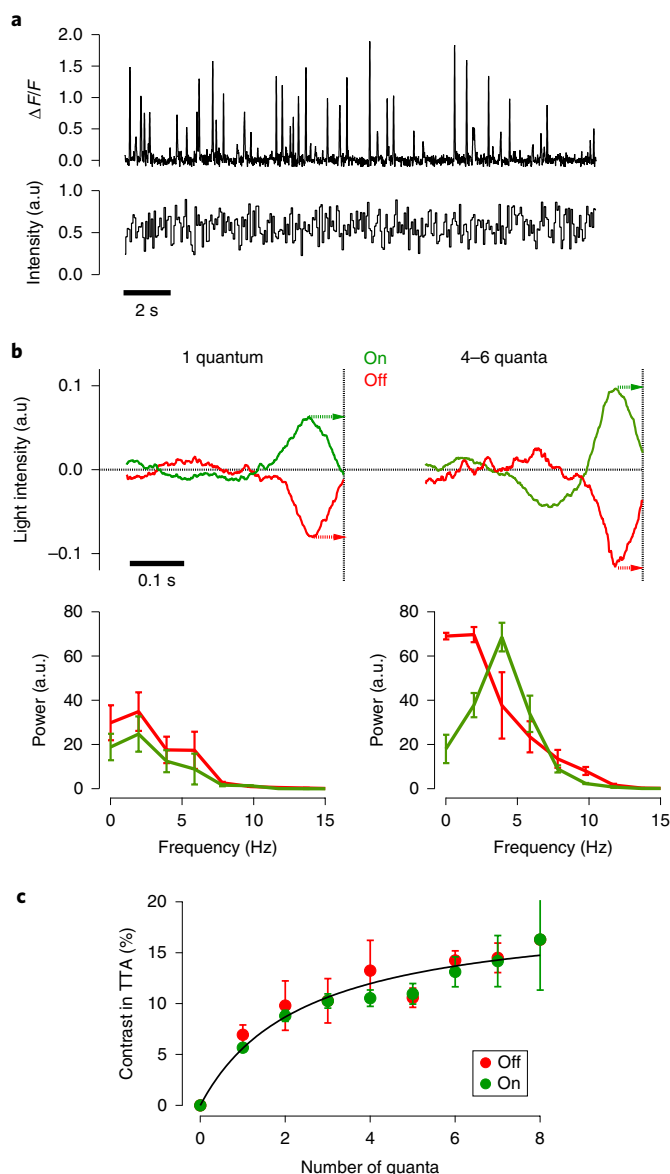 a
2.0
1.5
1.0
0.5
0.0
ΔF/F
1.0
0.5
0.0
Intensity (a.u)
2 s
b
1 quantum
On
Off
4–6 quanta
0.1
0.0
–0.1
Light intensity (a.u)
0.1 s
80
60
40
20
0
Power (a.u.)
0
5
10
15
Frequency (Hz)
80
60
40
20
0
Power (a.u.)
0
5
10
15
Frequency (Hz)
c
20
15
10
5
0
Contrast in TTA (%)
Off
On
0
2
4
6
8
Number of quanta